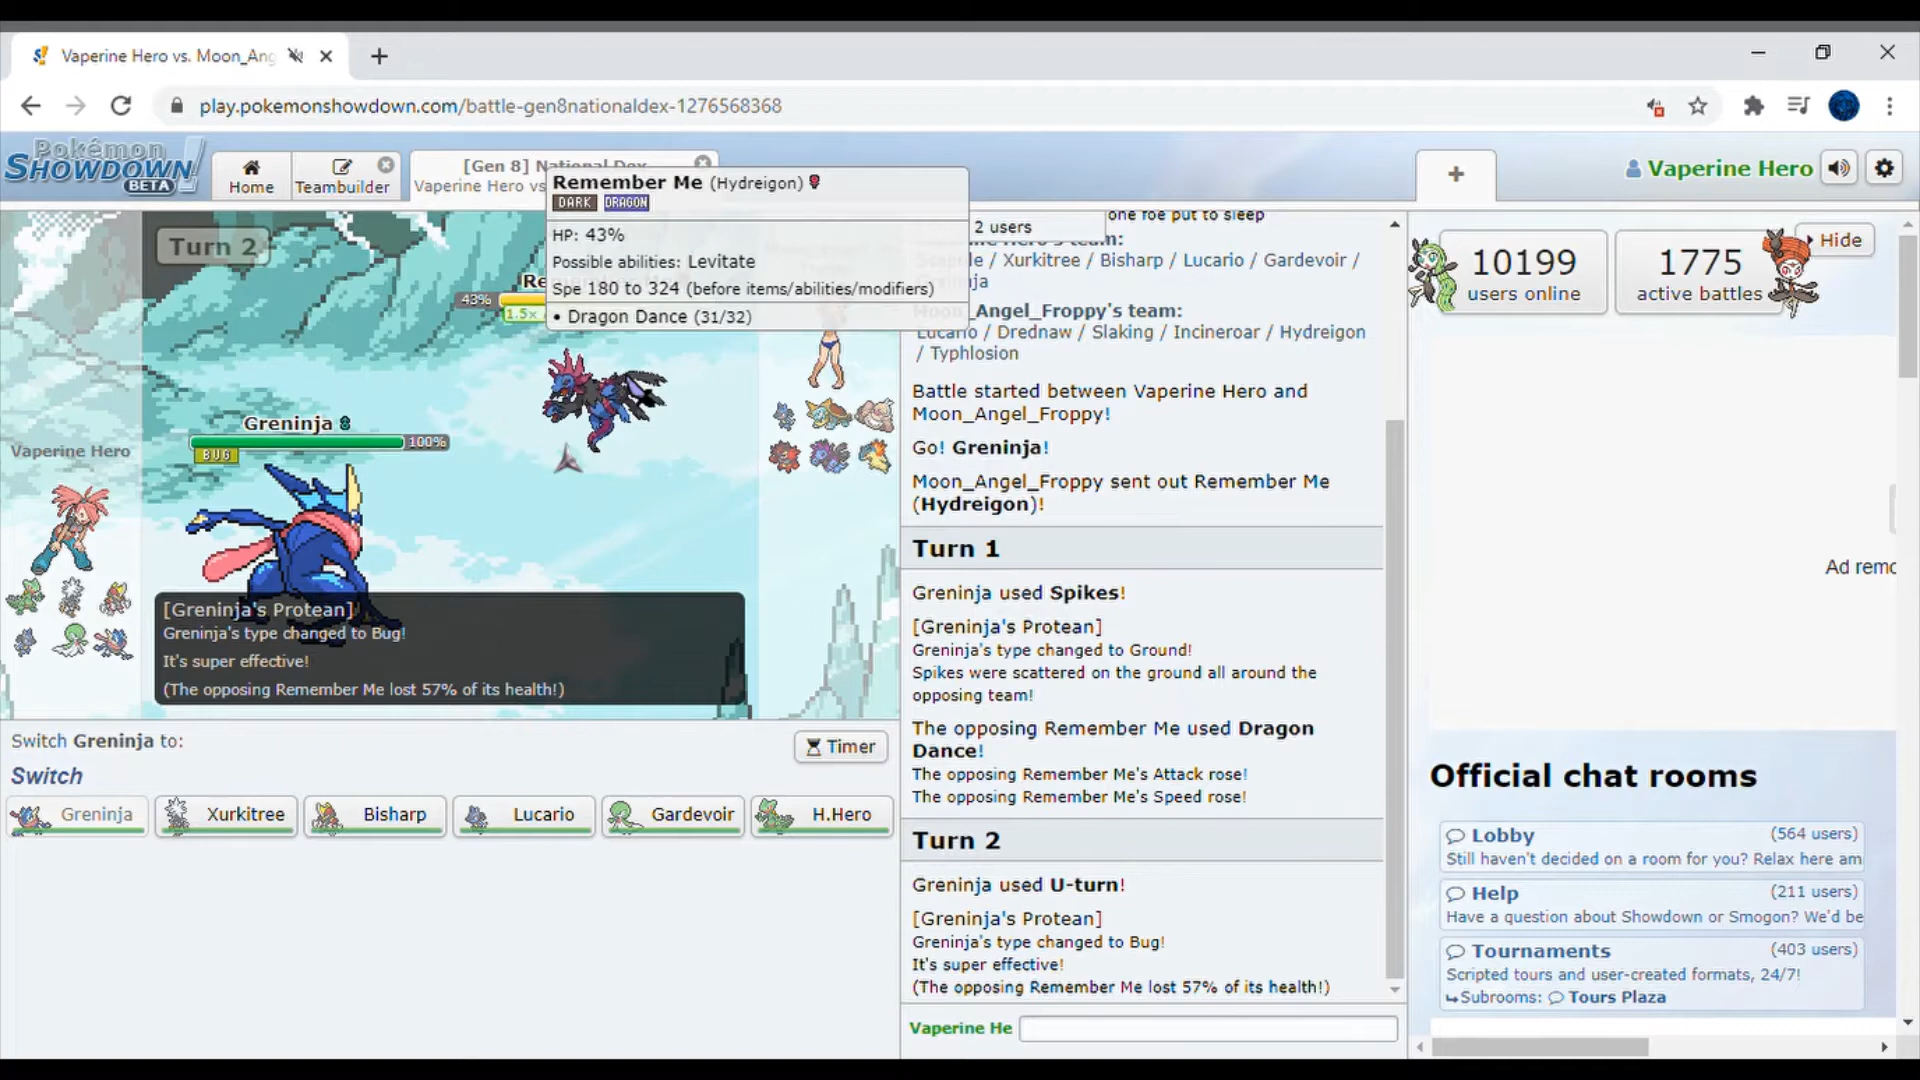 Vaperine Hero vs. Moon_Ang
play.pokemonshowdown.com/battle-gen8nationaldex-1276568368
Pokémon
SHOWDOWN!
BETA
Home
Teambuilder
[Gen 8] National Dex
Vaperine Hero vs
Vaperine Hero
Remember Me (Hydreigon)
DARK DRAGON
HP: 43%
Possible abilities: Levitate
Spe 180 to 324 (before items/abilities/modifiers)
• Dragon Dance (31/32)
Turn 2
Re
43%
1.5x
Greninja
100%
BUG
Vaperine Hero
[Greninja's Protean]
Greninja's type changed to Bug!
It's super effective!
(The opposing Remember Me lost 57% of its health!)
Switch Greninja to:
Timer
Switch
Greninja
Xurkitree
Bisharp
Lucario
Gardevoir
H.Hero
2 users
one foe put to sleep
's team:
/ Xurkitree / Bisharp / Lucario / Gardevoir /
Moon_Angel_Froppy's team:
Lucario / Drednaw / Slaking / Incineroar / Hydreigon
/ Typhlosion
Battle started between Vaperine Hero and
Moon_Angel_Froppy!
Go! Greninja!
Moon_Angel_Froppy sent out Remember Me
(Hydreigon)!
Turn 1
Greninja used Spikes!
[Greninja's Protean]
Greninja's type changed to Ground!
Spikes were scattered on the ground all around the
opposing team!
The opposing Remember Me used Dragon
Dance!
The opposing Remember Me's Attack rose!
The opposing Remember Me's Speed rose!
Turn 2
Greninja used U-turn!
[Greninja's Protean]
Greninja's type changed to Bug!
It's super effective!
(The opposing Remember Me lost 57% of its health!)
Vaperine He
10199
users online
1775
active battles
Hide
Ad remo
Official chat rooms
Lobby
(564 users)
Still haven't decided on a room for you? Relax here am
Help
(211 users)
Have a question about Showdown or Smogon? We'd be
Tournaments
(403 users)
Scripted tours and user-created formats, 24/7!
Subrooms: Tours Plaza